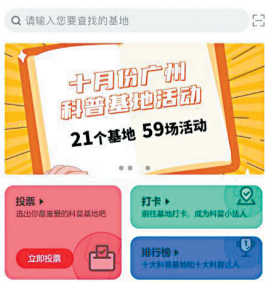 请输入您要查找的基地
十月份广州
科普基地活动
21个基地 59场活动
投票
选出你最喜爱的科普基地吧
立即投票
打卡
前往基地打卡，成为科普小达人
排行榜
1
十大科普基地和十大科普达人